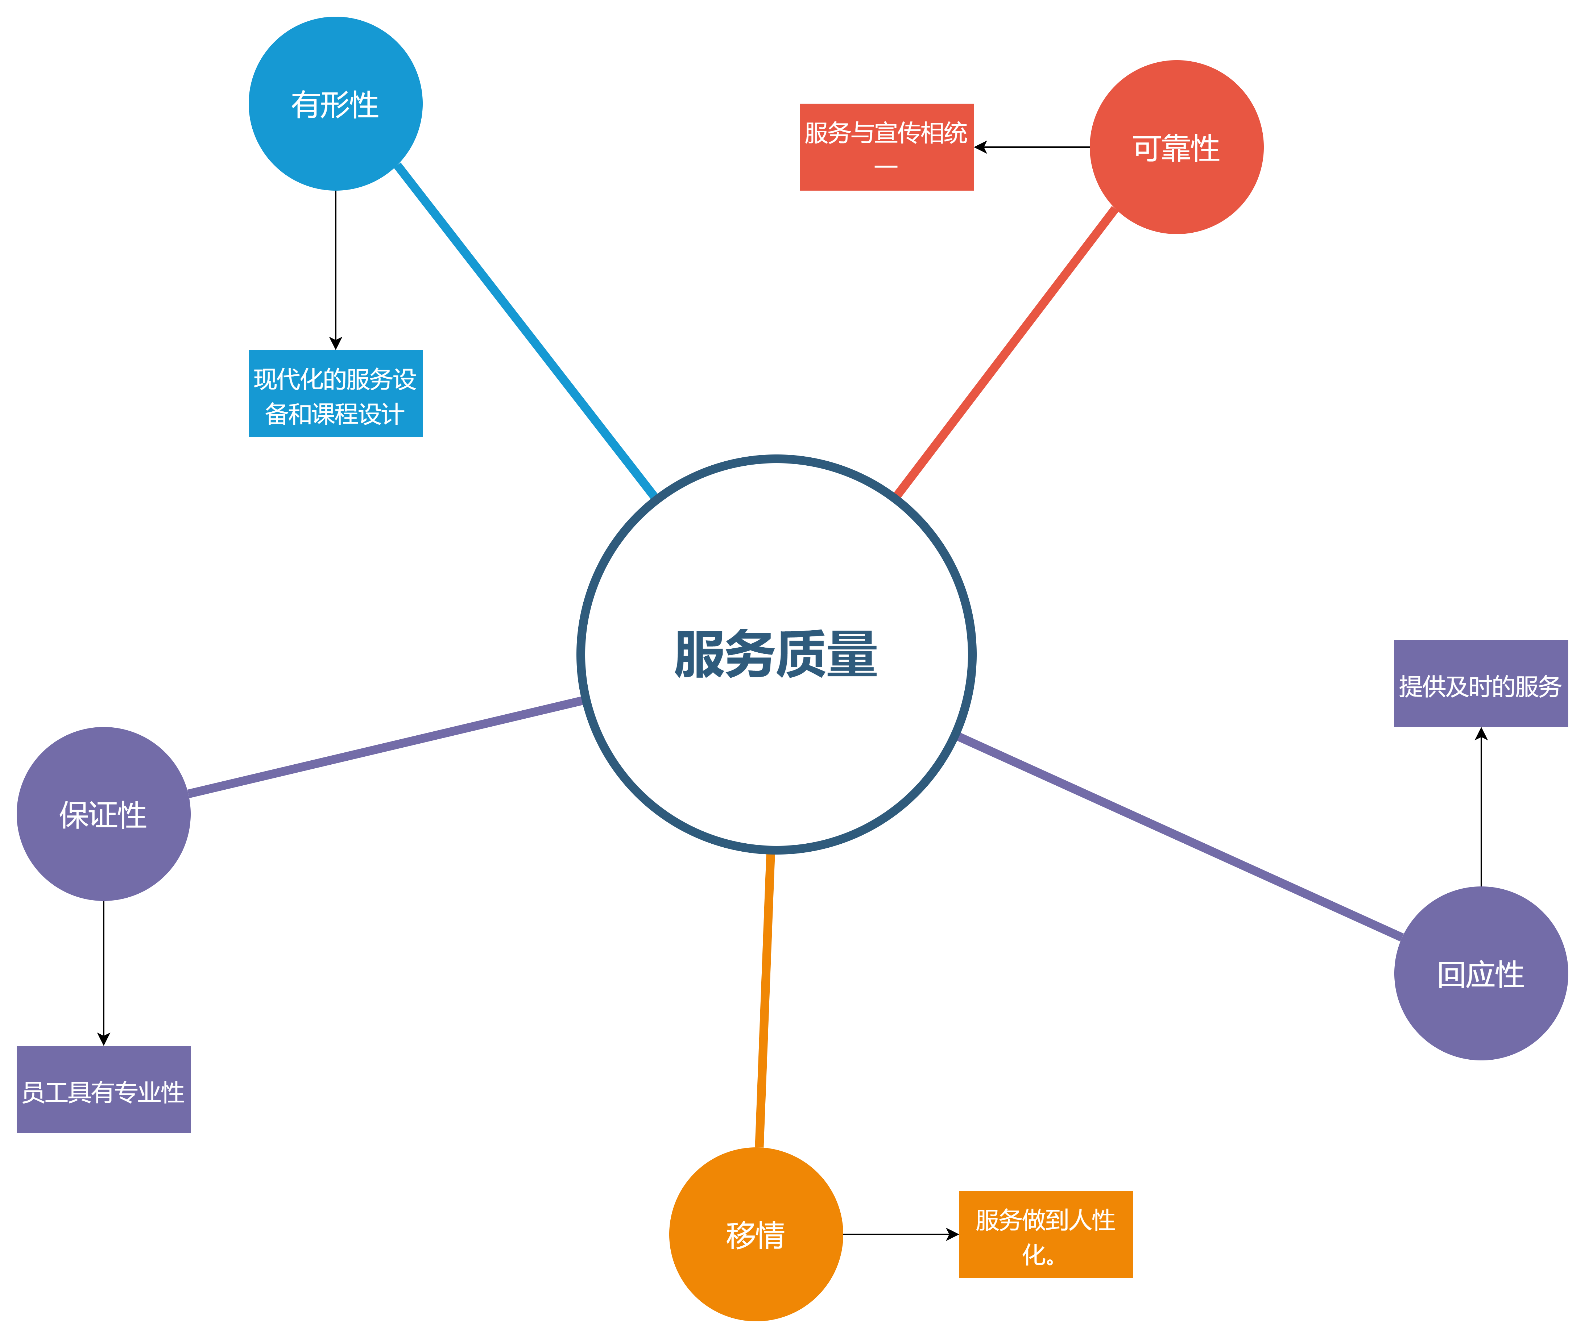 有形性
可靠性
服务与宣传相统
一
现代化的服务设
备和课程设计
服务质量
提供及时的服务
保证性
回应性
员工具有专业性
移情
服务做到人性
化。